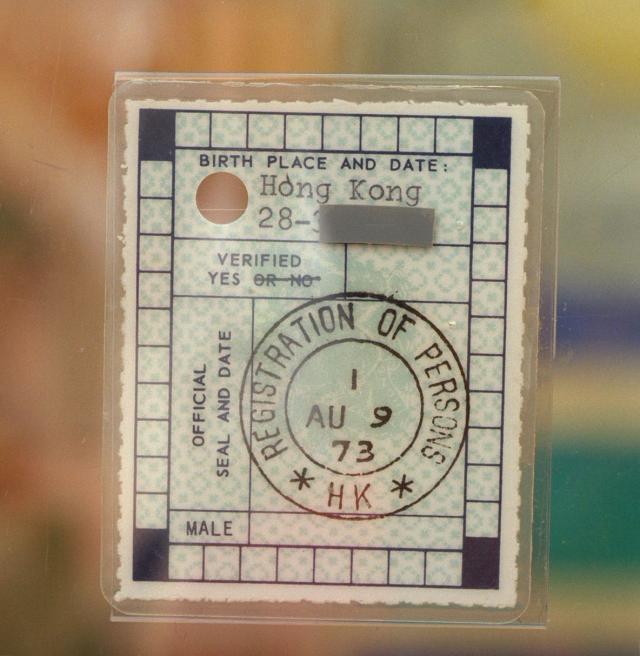 BIRTH PLACE AND DATE:
Hong Kong
28-
VERIFIED
YES OR NO
OFFICIAL
SEAL AND DATE
REGISTRATION OF PERSONS
1
AU 9
73
* HK *
MALE